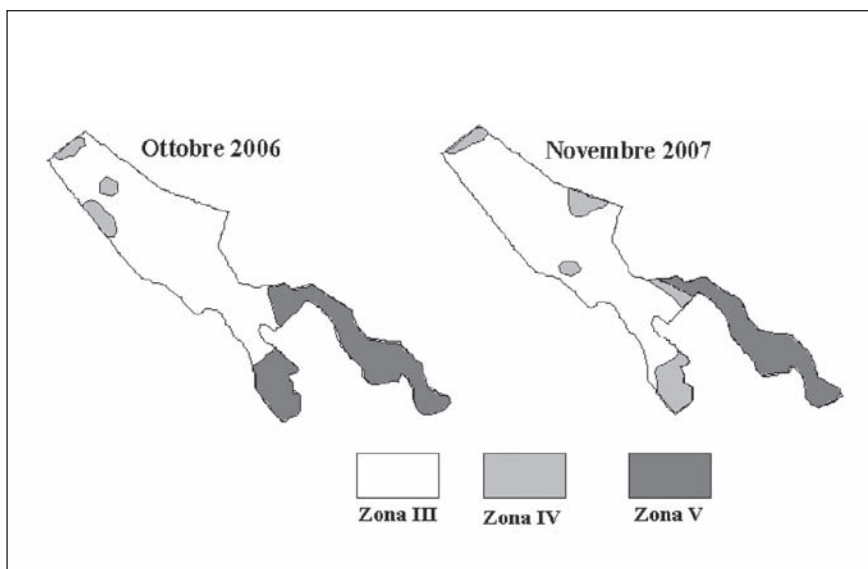 Ottobre 2006
Novembre 2007
Zona III
Zona IV
Zona V